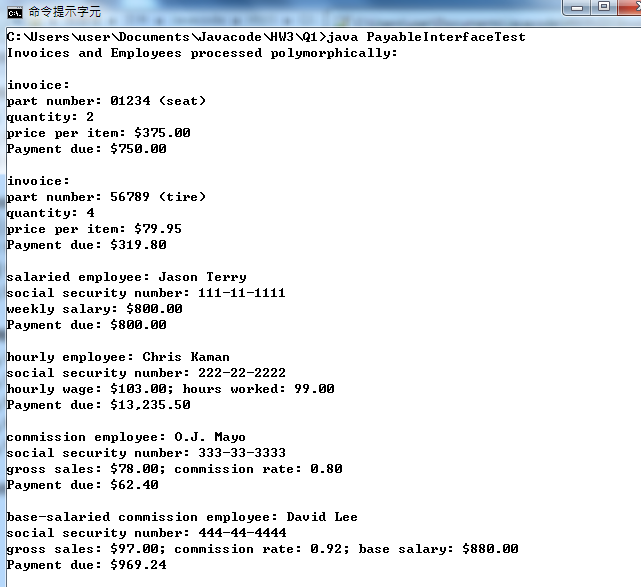 命令提示字元
C:\Users\user\Documents\Javacode\HW3\Q1>java PayableInterfaceTest
Invoices and Employees processed polymorphically:
invoice:
part number: 01234 (seat)
quantity: 2
price per item: $375.00
Payment due: $750.00
invoice:
part number: 56789 (tire)
quantity: 4
price per item: $79.95
Payment due: $319.80
salaried employee: Jason Terry
social security number: 111-11-1111
weekly salary: $800.00
Payment due: $800.00
hourly employee: Chris Kaman
social security number: 222-22-2222
hourly wage: $103.00; hours worked: 99.00
Payment due: $13,235.50
commission employee: O.J. Mayo
social security number: 333-33-3333
gross sales: $78.00; commission rate: 0.80
Payment due: $62.40
base-salaried commission employee: David Lee
social security number: 444-44-4444
gross sales: $97.00; commission rate: 0.92; base salary: $880.00
Payment due: $969.24